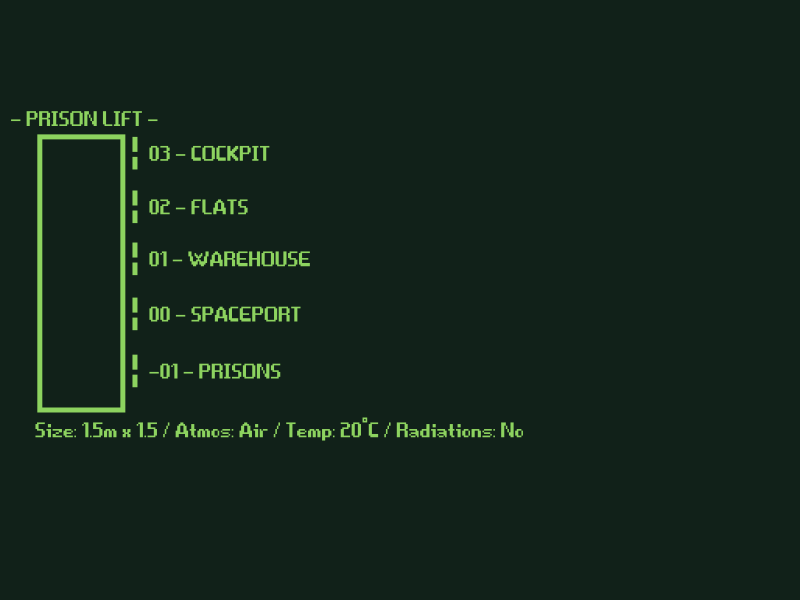 - PRISON LIFT -
03 - COCKPIT
02 - FLATS
01 - WAREHOUSE
00 - SPACEPORT
-01 - PRISONS
Size: 1.5m x 1.5 / Atmos: Air / Temp: 20°C / Radiations: No